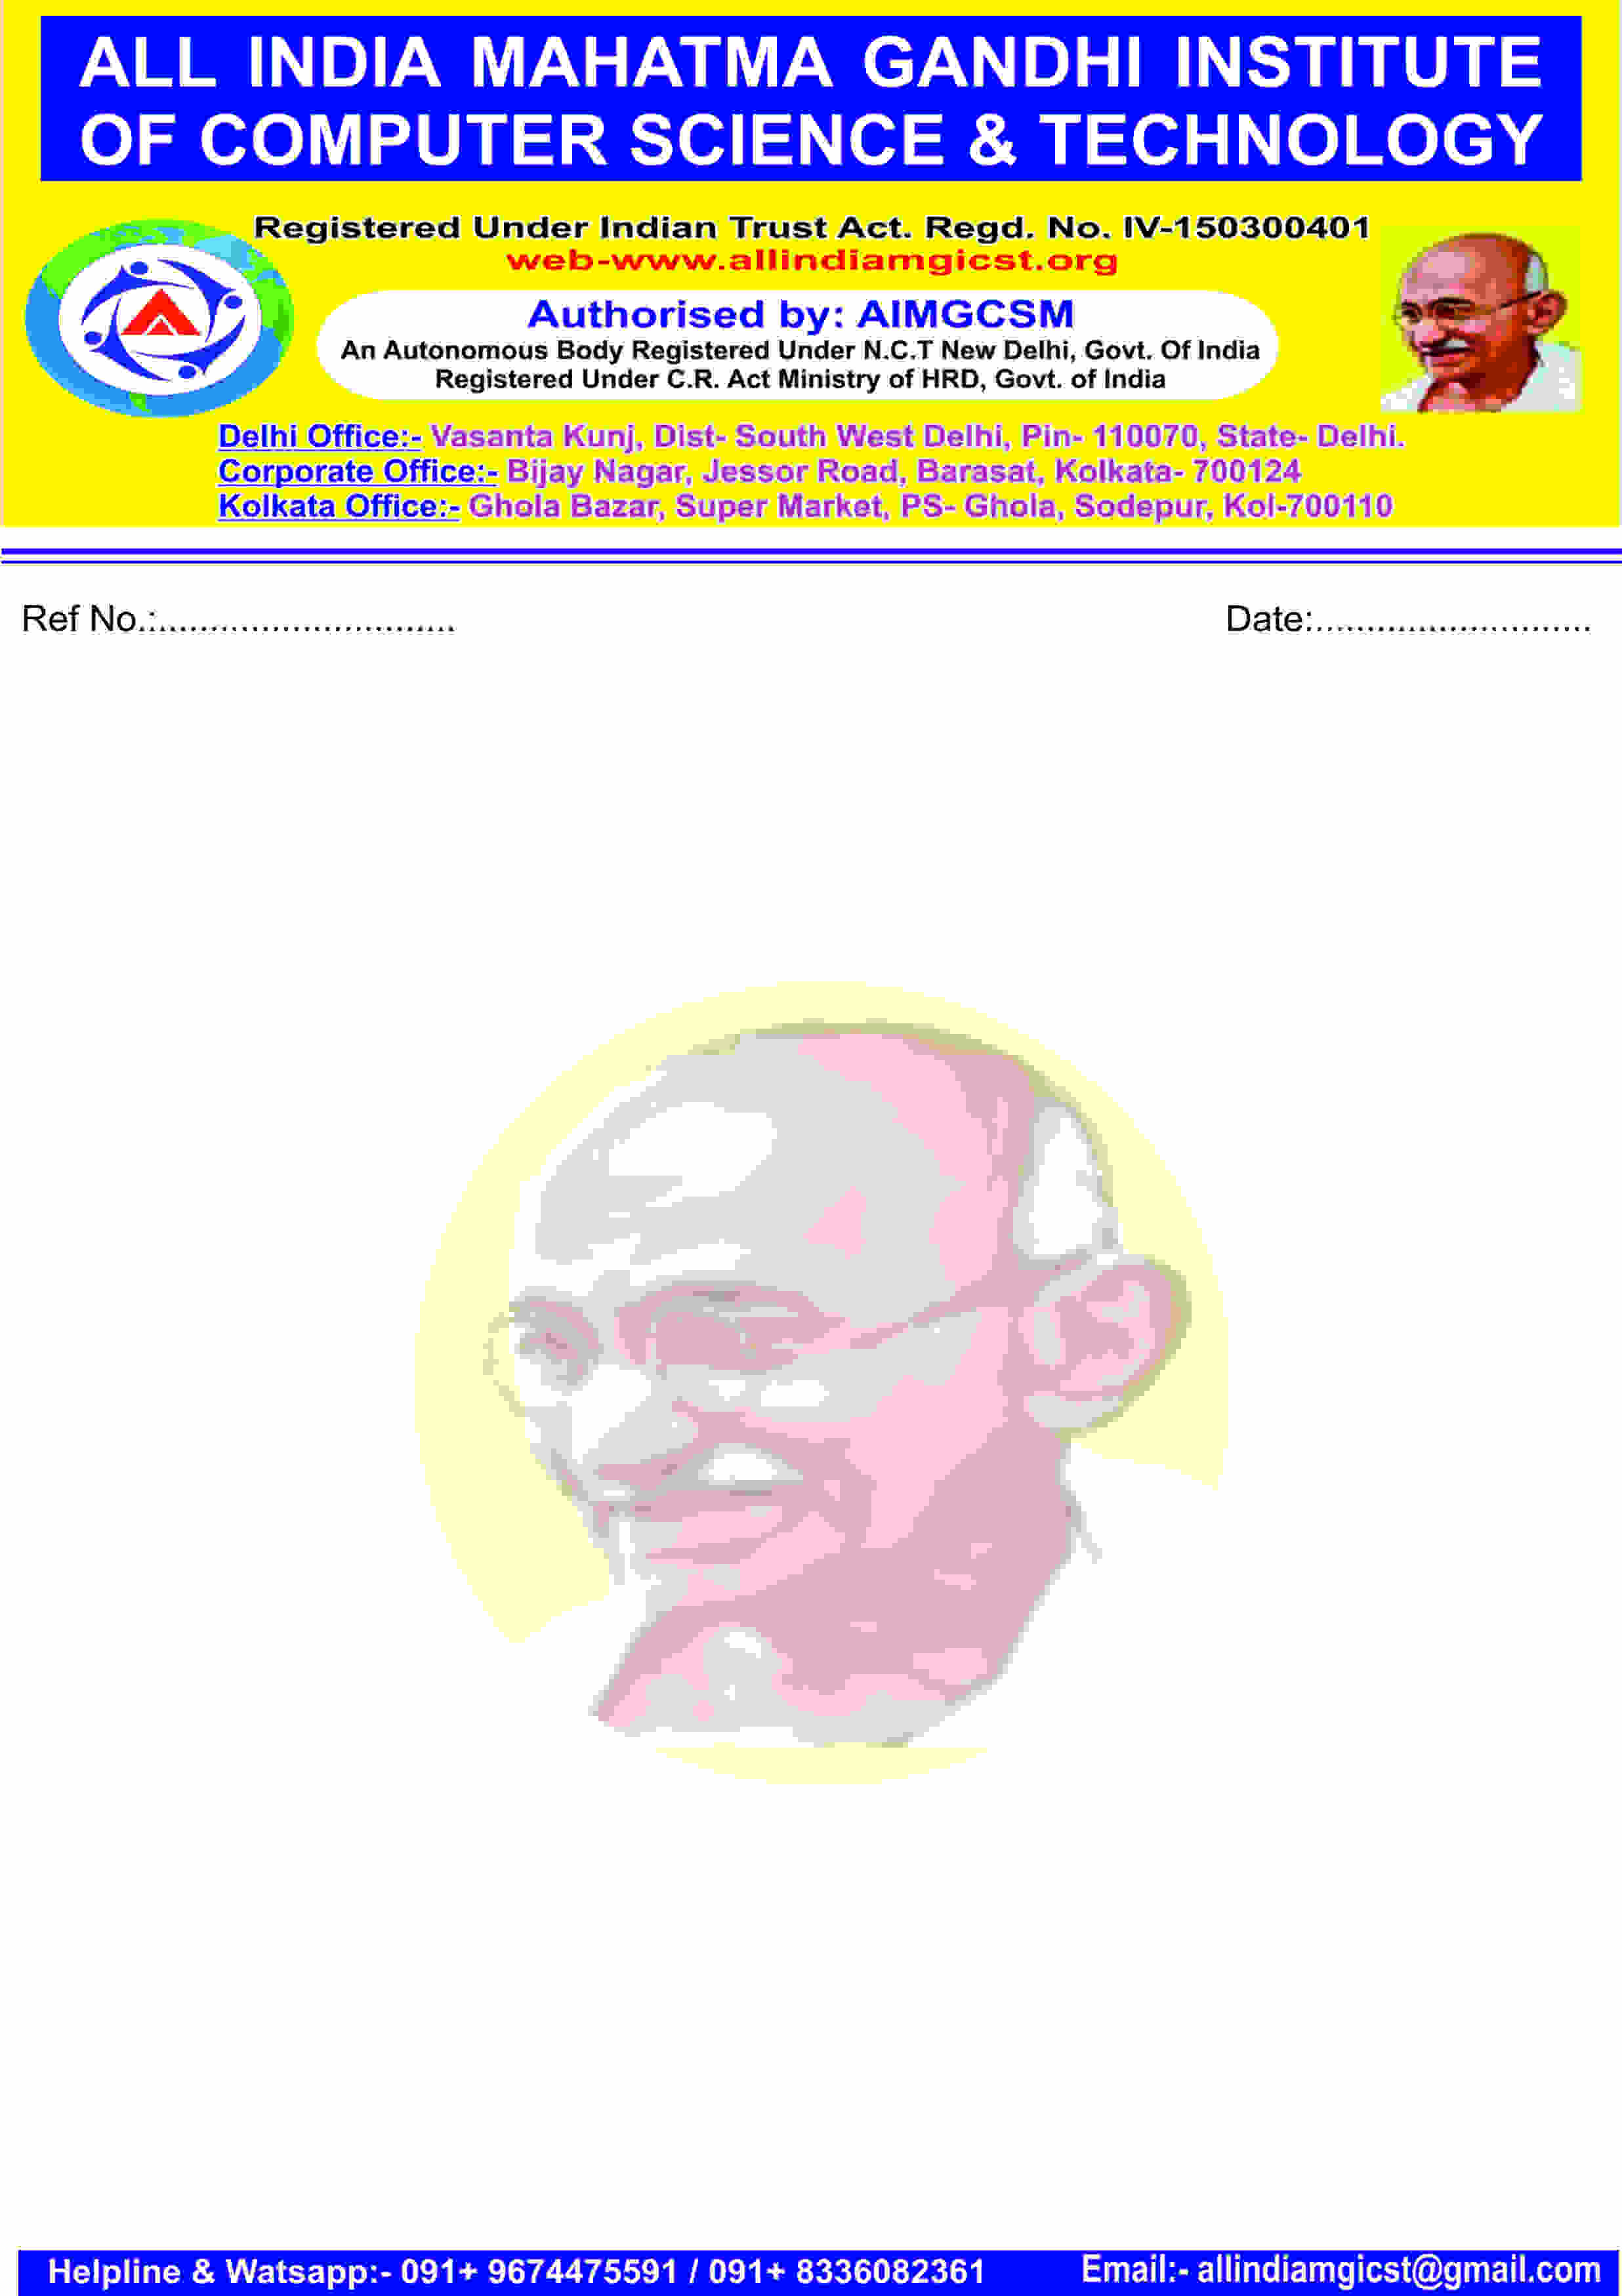 ALL INDIA MAHATMA GANDHI INSTITUTE
OF COMPUTER SCIENCE & TECHNOLOGY
Registered Under Indian Trust Act. Regd. No. IV-150300401
web-www.allindiamgicst.org
Authorised by: AIMGCSM
An Autonomous Body Registered Under N.C.T New Delhi, Govt. Of India
Registered Under C.R. Act Ministry of HRD, Govt. of India
Delhi Office:- Vasanta Kunj, Dist- South West Delhi, Pin- 110070, State- Delhi.
Corporate Office:- Bijay Nagar, Jessor Road, Barasat, Kolkata- 700124
Kolkata Office:- Ghola Bazar, Super Market, PS- Ghola, Sodepur, Kol-700110
Ref No.:............................. Date:...........................
Helpline & Watsapp:- 091+ 9674475591 / 091+ 8336082361 Email:- allindiamgicst@gmail.com